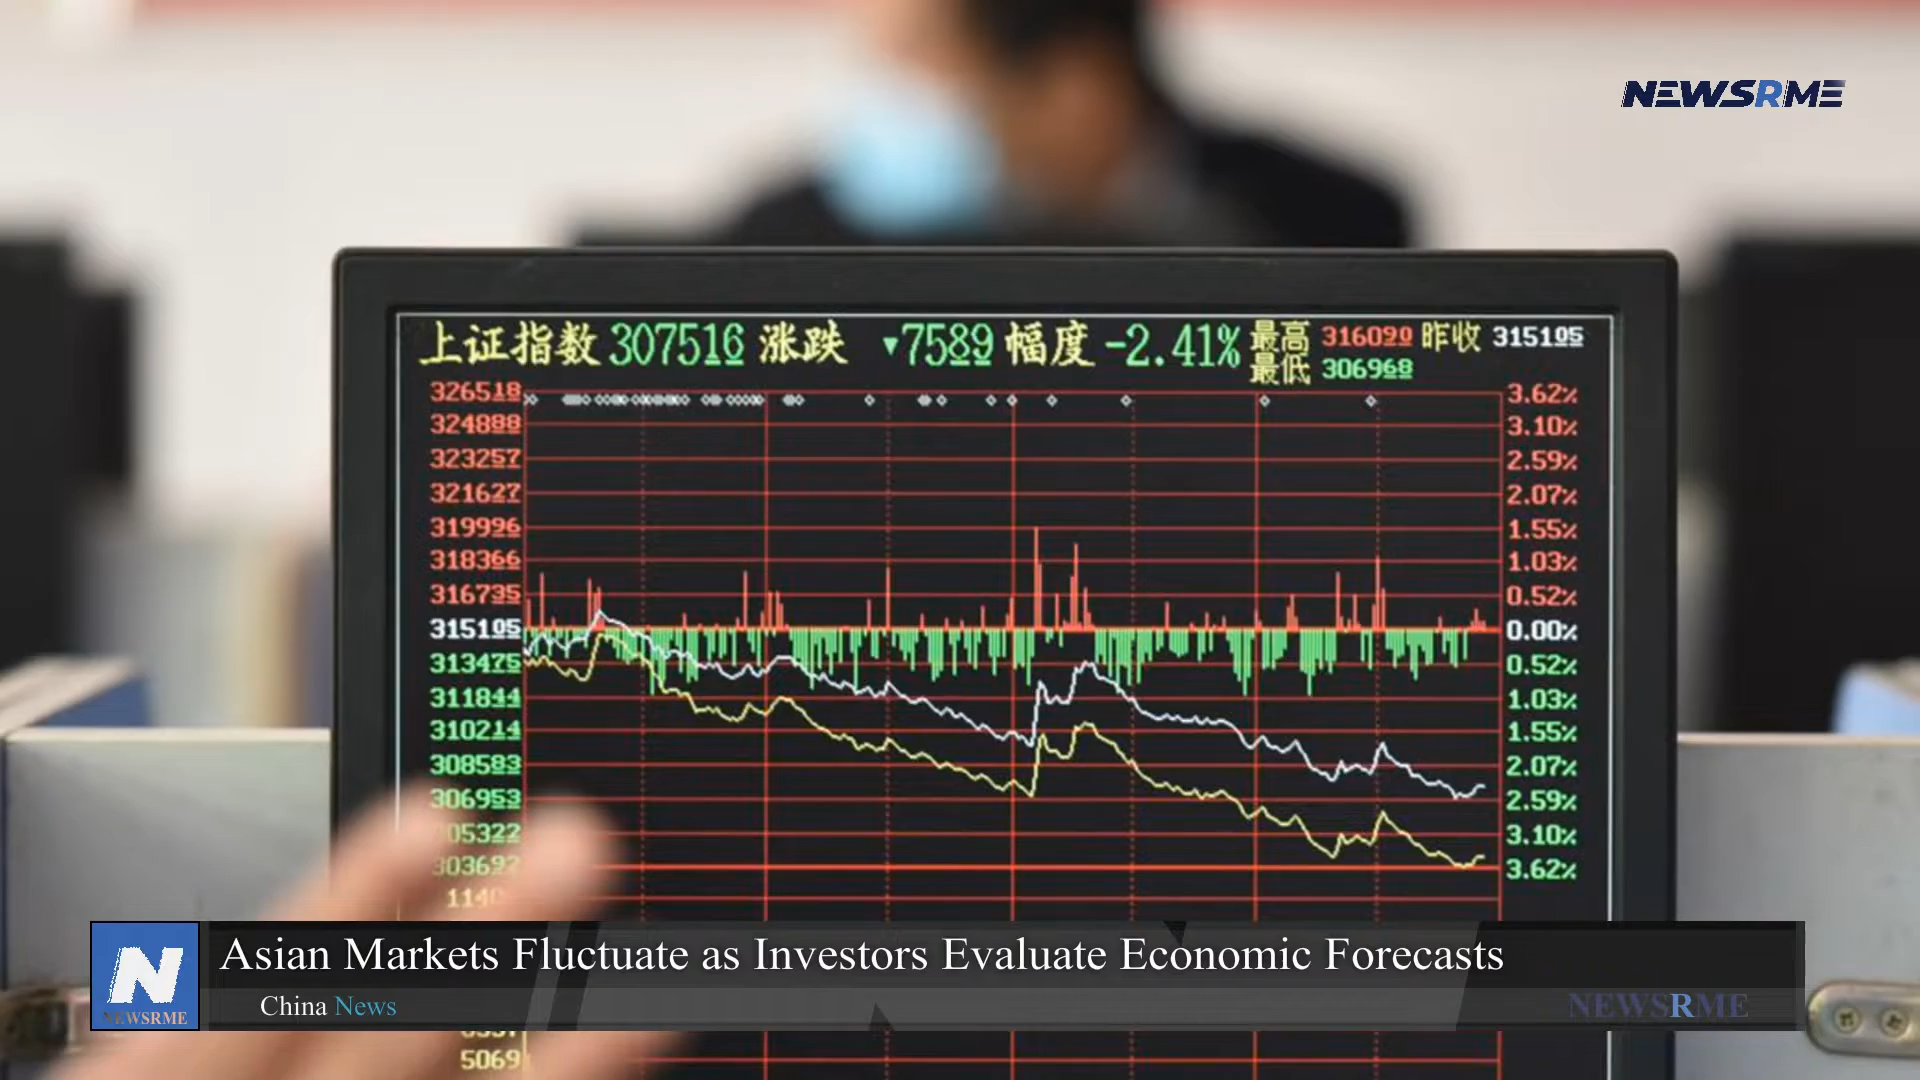 NEWSRME
上证指数 307516 涨跌 ▼7589 幅度 -2.41% 最高 316090 昨收 315105
最低 306968
326518 3.62%
324888 3.10%
323257 2.59%
321627 2.07%
319996 1.55%
318366 1.03%
316735 0.52%
315105 0.00%
313475 0.52%
311844 1.03%
310214 1.55%
308583 2.07%
306953 2.59%
305322 3.10%
303692 3.62%
Asian Markets Fluctuate as Investors Evaluate Economic Forecasts
China News
NEWSRME
NEWSRME
5069